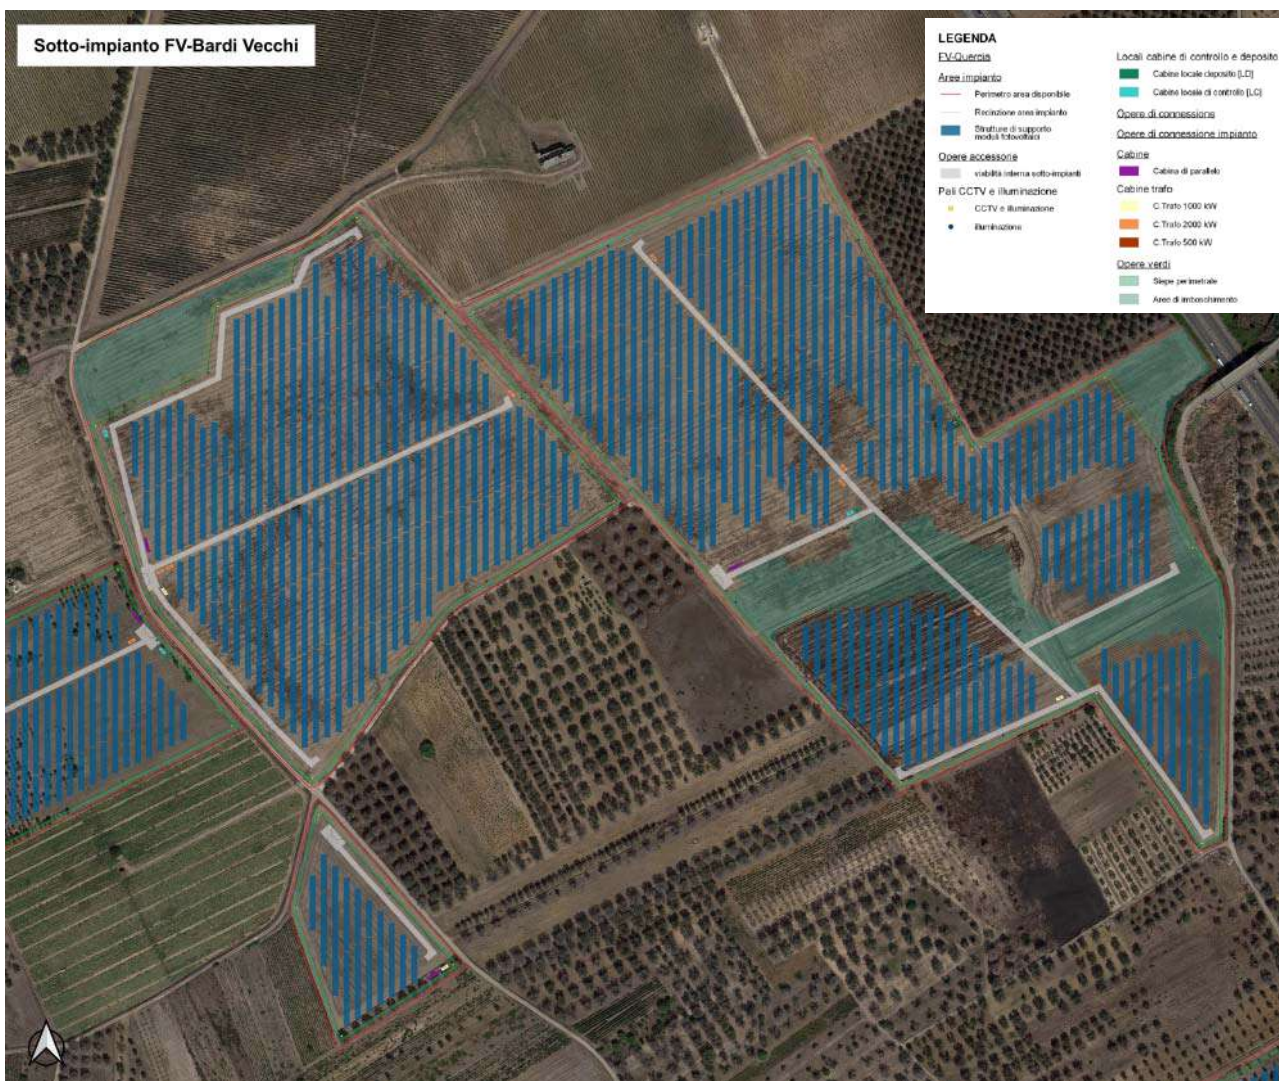 Sotto-impianto FV-Bardi Vecchi
LEGENDA
FV-Quercia
Aree impianto
Perimetro area disponibile
Recinzione area impianto
Strutture di supporto
moduli fotovoltaici
Opere accessorie
viabilità interna sotto-impianti
Pali CCTV e illuminazione
CCTV e illuminazione
illuminazione
Locali cabine di controllo e deposito
Cabine locale deposito [LD]
Cabine locale di controllo [LC]
Opere di connessione
Opere di connessione impianto
Cabine
Cabina di parallelo
Cabine trafo
C.Trafo 1000 kW
C.Trafo 2000 kW
C.Trafo 500 kW
Opere verdi
Siepe perimetrale
Aree di imboschimento